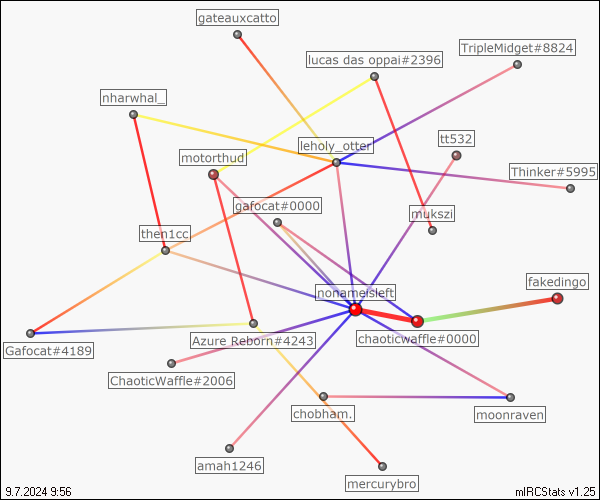 gateauxcatto
TripleMidget#8824
lucas das oppai#2396
nharwhal_
tt532
leholy_otter
motorthud
Thinker#5995
gafocat#0000
mukszi
then1cc
fakedingo
nonameisleft
chaoticwaffle#0000
Azure Reborn#4243
Gafocat#4189
ChaoticWaffle#2006
chobham.
moonraven
amah1246
mercurybro
9.7.2024 9:56
mIRCStats v1.25